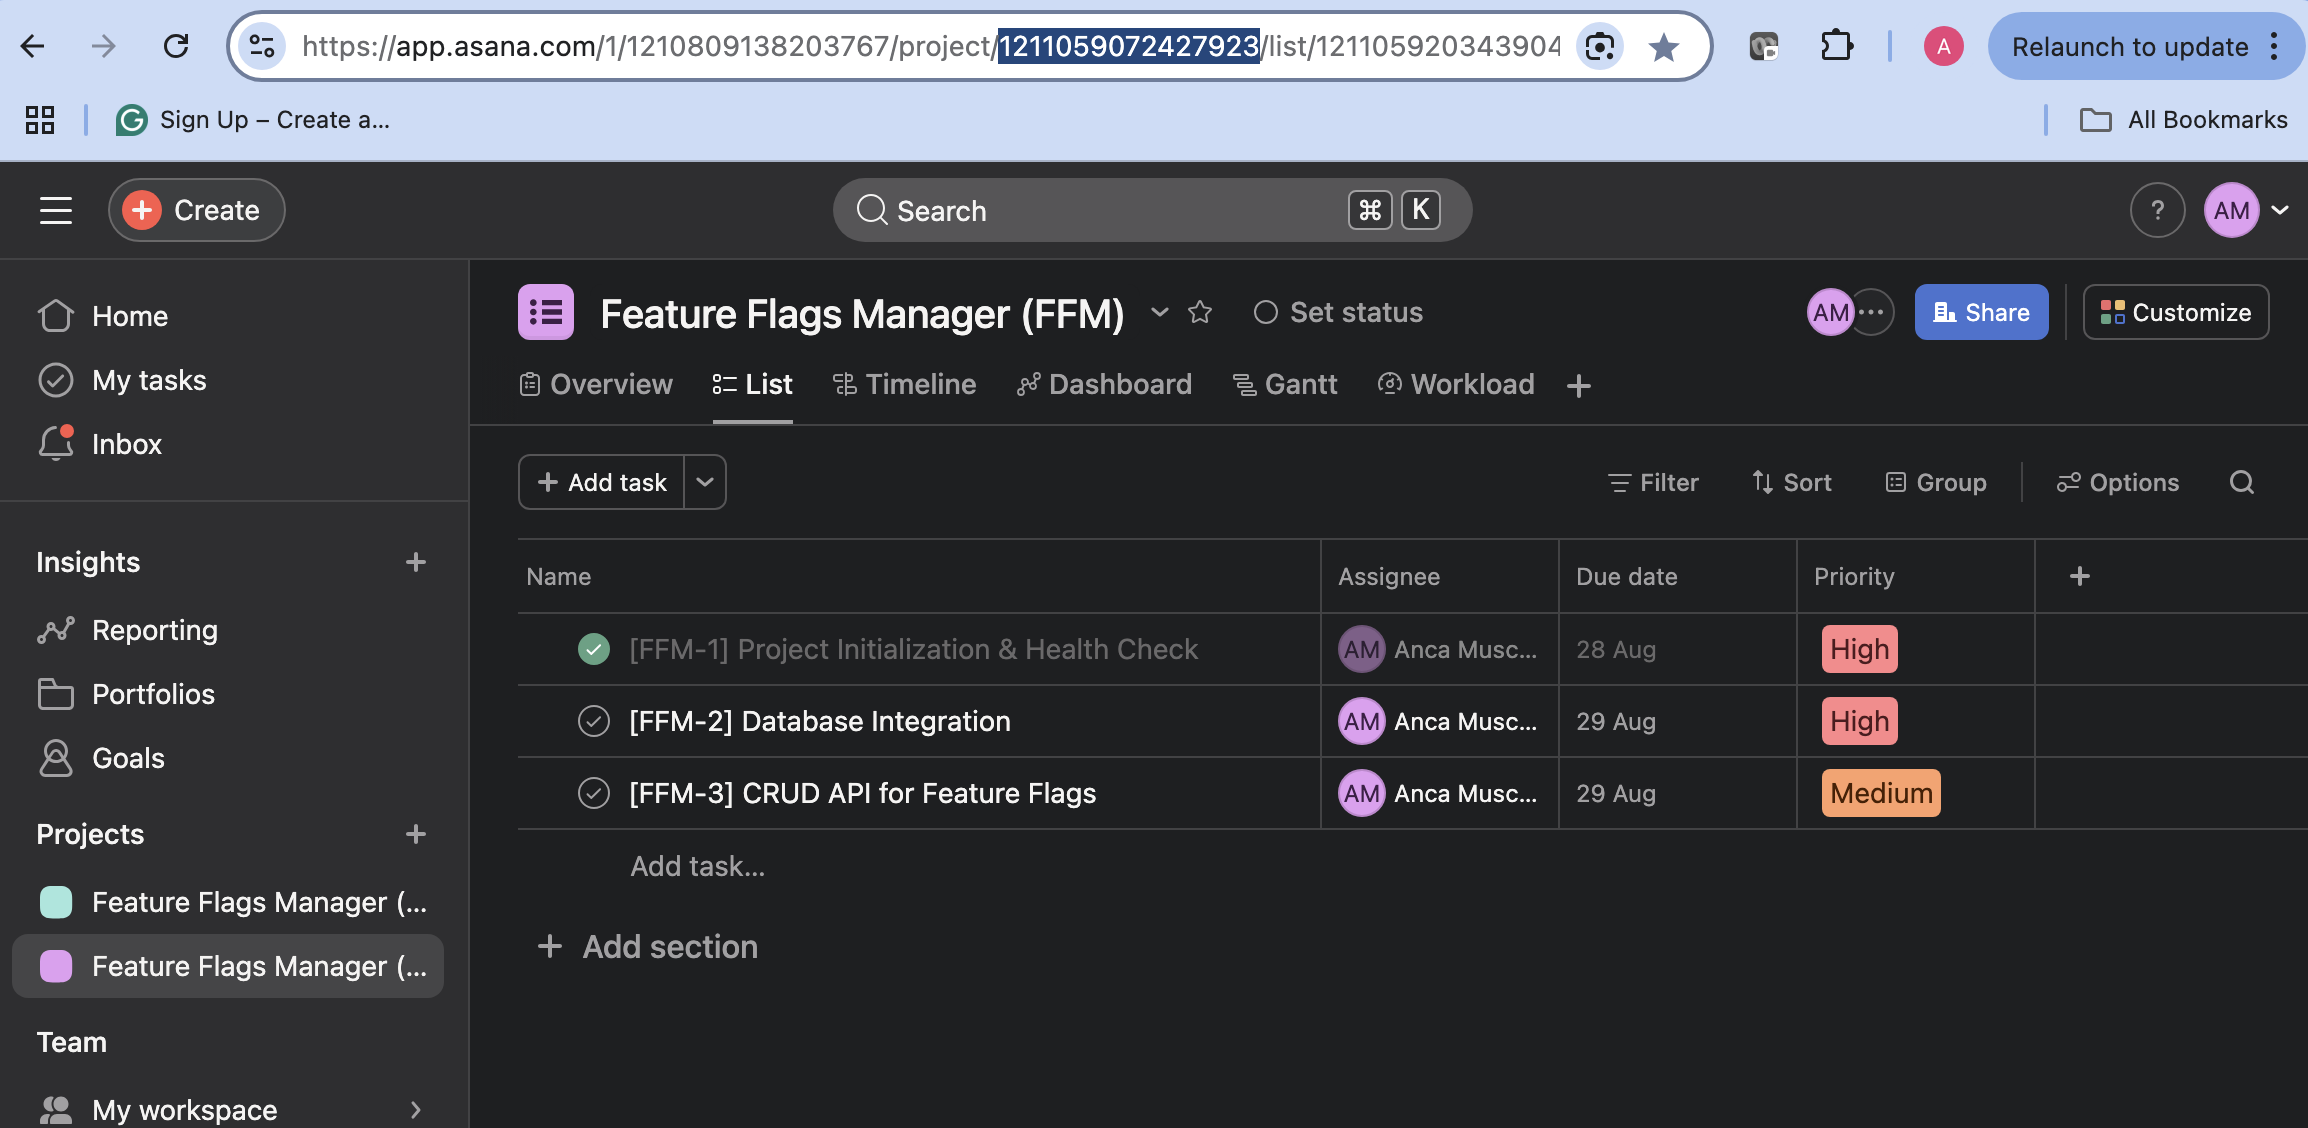 https://app.asana.com/1/1210809138203767/project/1211059072427923/list/121105920343904
A
Relaunch to update
Sign Up – Create a...
All Bookmarks
Create
Search
⌘ K
?
AM
Home
My tasks
Inbox
Insights
Reporting
Portfolios
Goals
Projects
Feature Flags Manager (...
Feature Flags Manager (...
Team
My workspace
Feature Flags Manager (FFM)
Set status
AM
Share
Customize
Overview
List
Timeline
Dashboard
Gantt
Workload
Add task
Filter
Sort
Group
Options
Name Assignee Due date Priority
[FFM-1] Project Initialization & Health Check AM Anca Musc... 28 Aug High
[FFM-2] Database Integration AM Anca Musc... 29 Aug High
[FFM-3] CRUD API for Feature Flags AM Anca Musc... 29 Aug Medium
Add task...
Add section